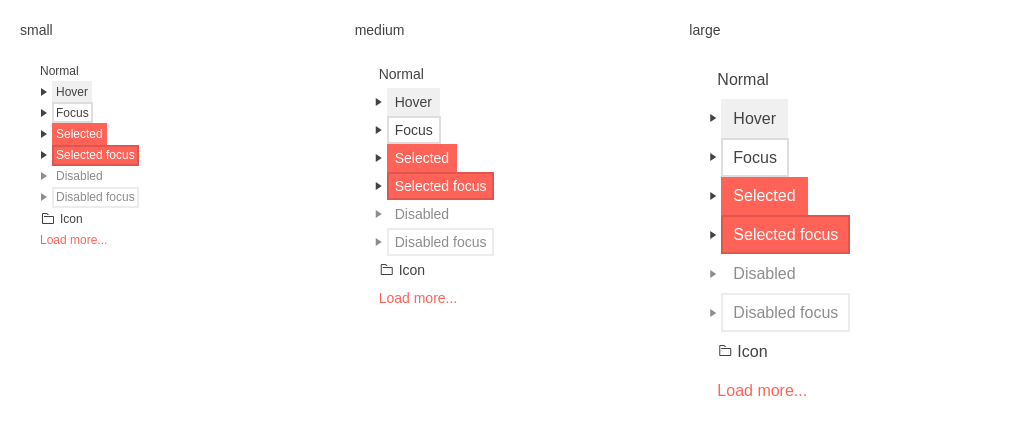 small
Normal
Hover
Focus
Selected
Selected focus
Disabled
Disabled focus
Icon
Load more...
medium
Normal
Hover
Focus
Selected
Selected focus
Disabled
Disabled focus
Icon
Load more...
large
Normal
Hover
Focus
Selected
Selected focus
Disabled
Disabled focus
Icon
Load more...